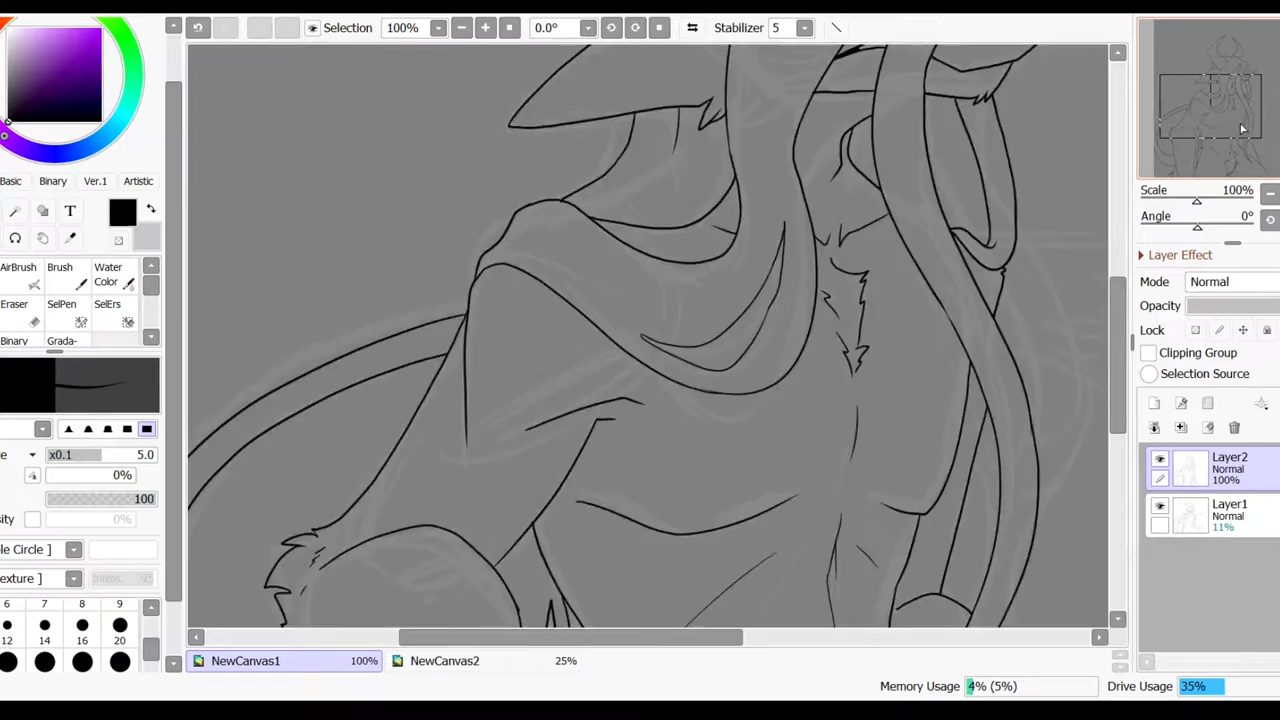 Selection 100% 0.0° Stabilizer 5
Basic Binary Ver.1 Artistic
T
AirBrush Brush Water Color
Eraser SelPen SelErs
Binary Grada-
x0.1 5.0
0%
100
0%
le Circle ]
exture ]
6 7 8 9
12 14 16 20
NewCanvas1 100% NewCanvas2 25%
Memory Usage 4% (5%) Drive Usage 35%
Scale 100%
Angle 0°
Layer Effect
Mode Normal
Opacity
Lock
Clipping Group
Selection Source
Layer2
Normal
100%
Layer1
Normal
11%